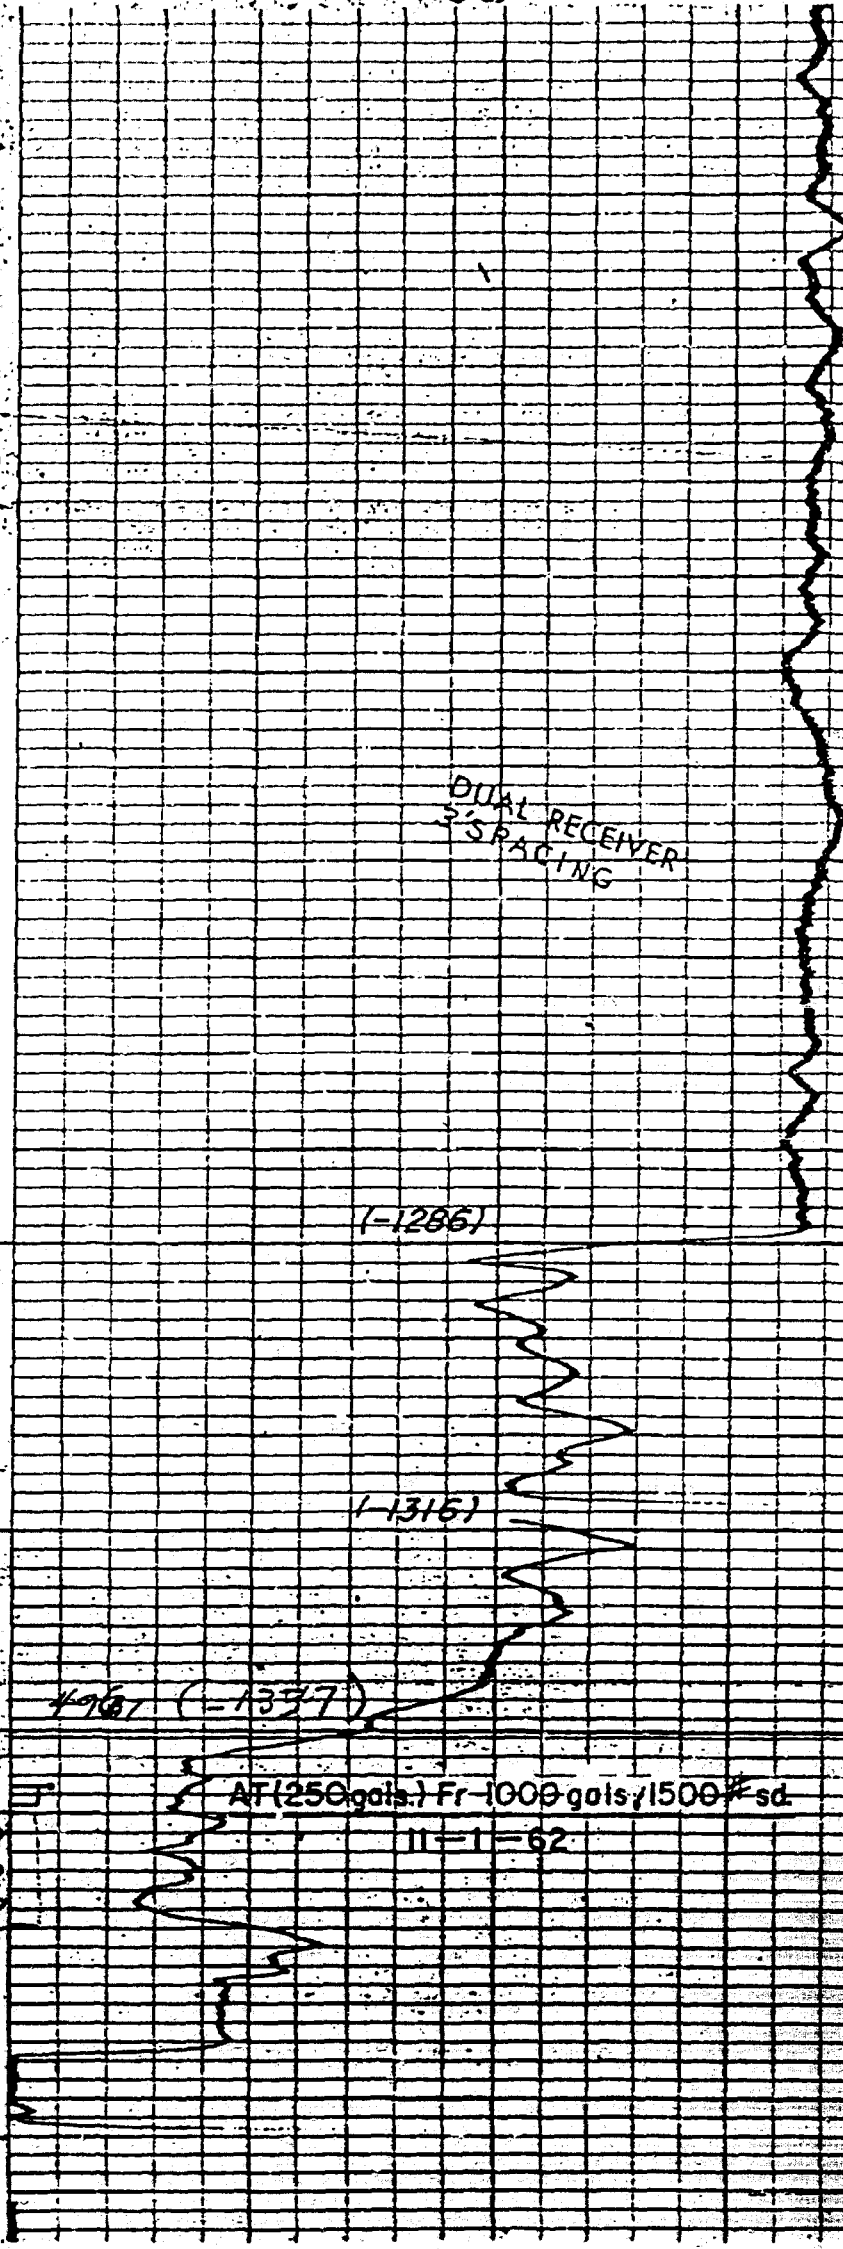 DUAL RECEIVER
3' SPACING
(-1286)
(-1316)
(-1337)
AT (250 gals.) Fr 1000 gals/1500# sd.
11-1-62